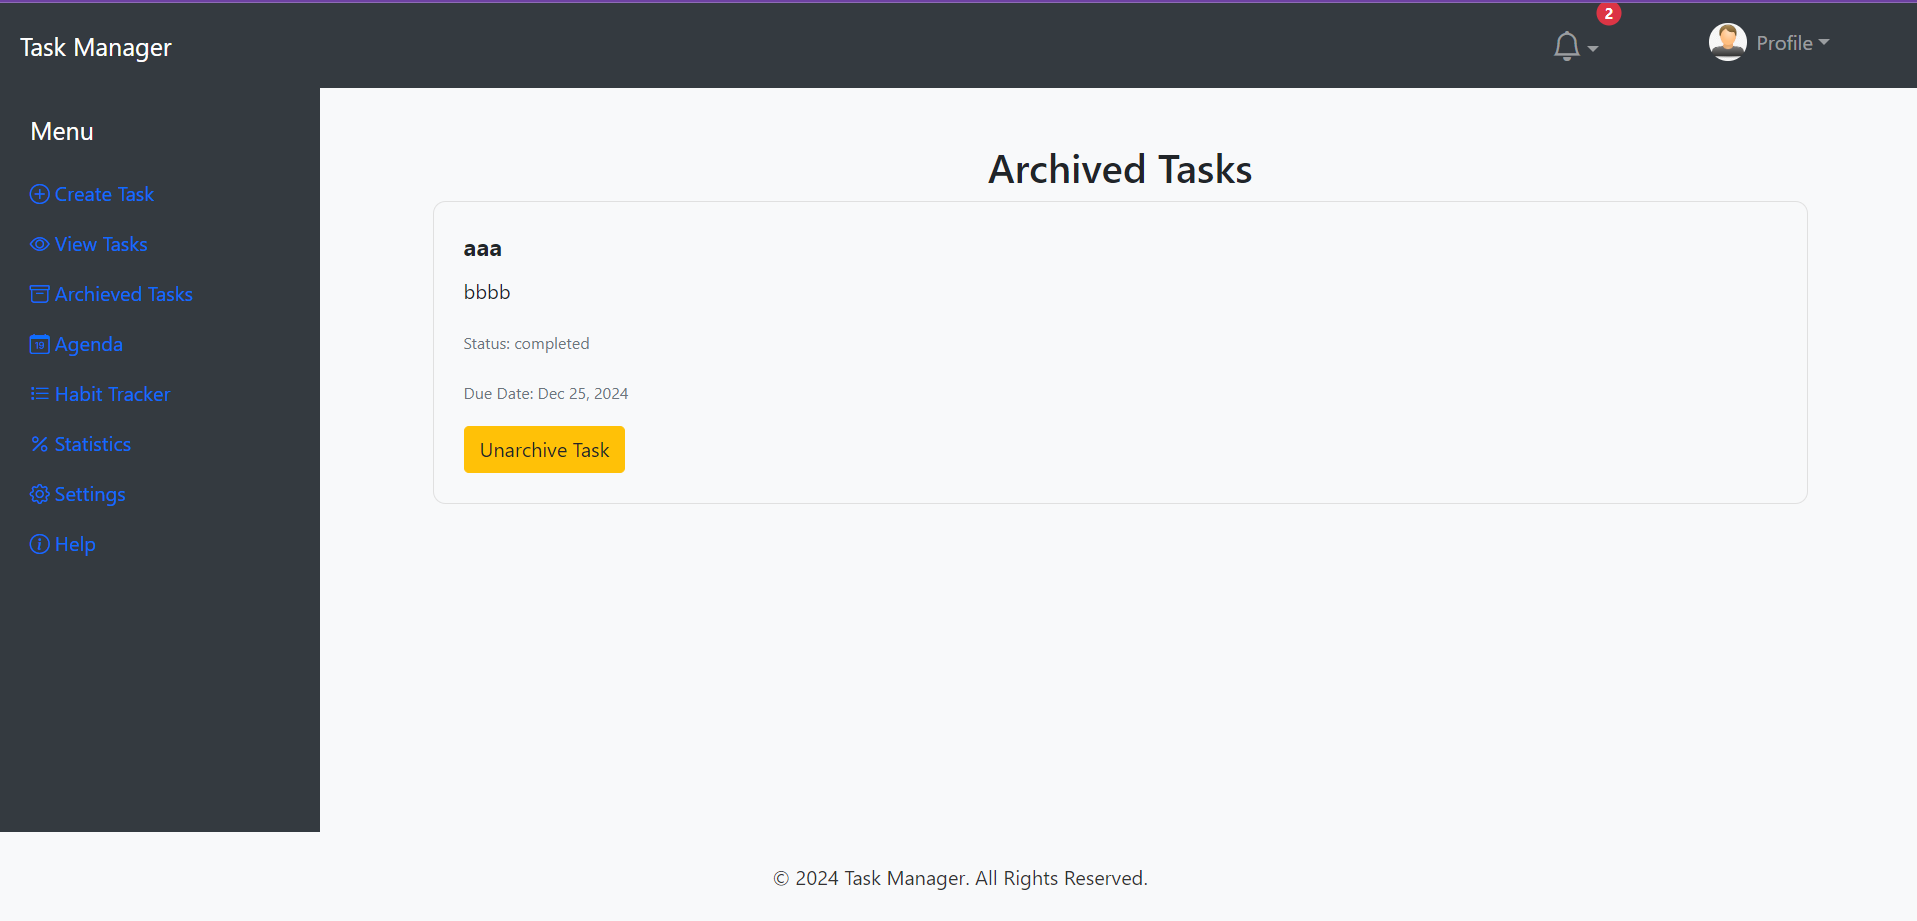 Task Manager
2
Profile
Menu
Create Task
View Tasks
Archieved Tasks
19 Agenda
Habit Tracker
Statistics
Settings
Help
Archived Tasks
aaa
bbbb
Status: completed
Due Date: Dec 25, 2024
Unarchive Task
© 2024 Task Manager. All Rights Reserved.